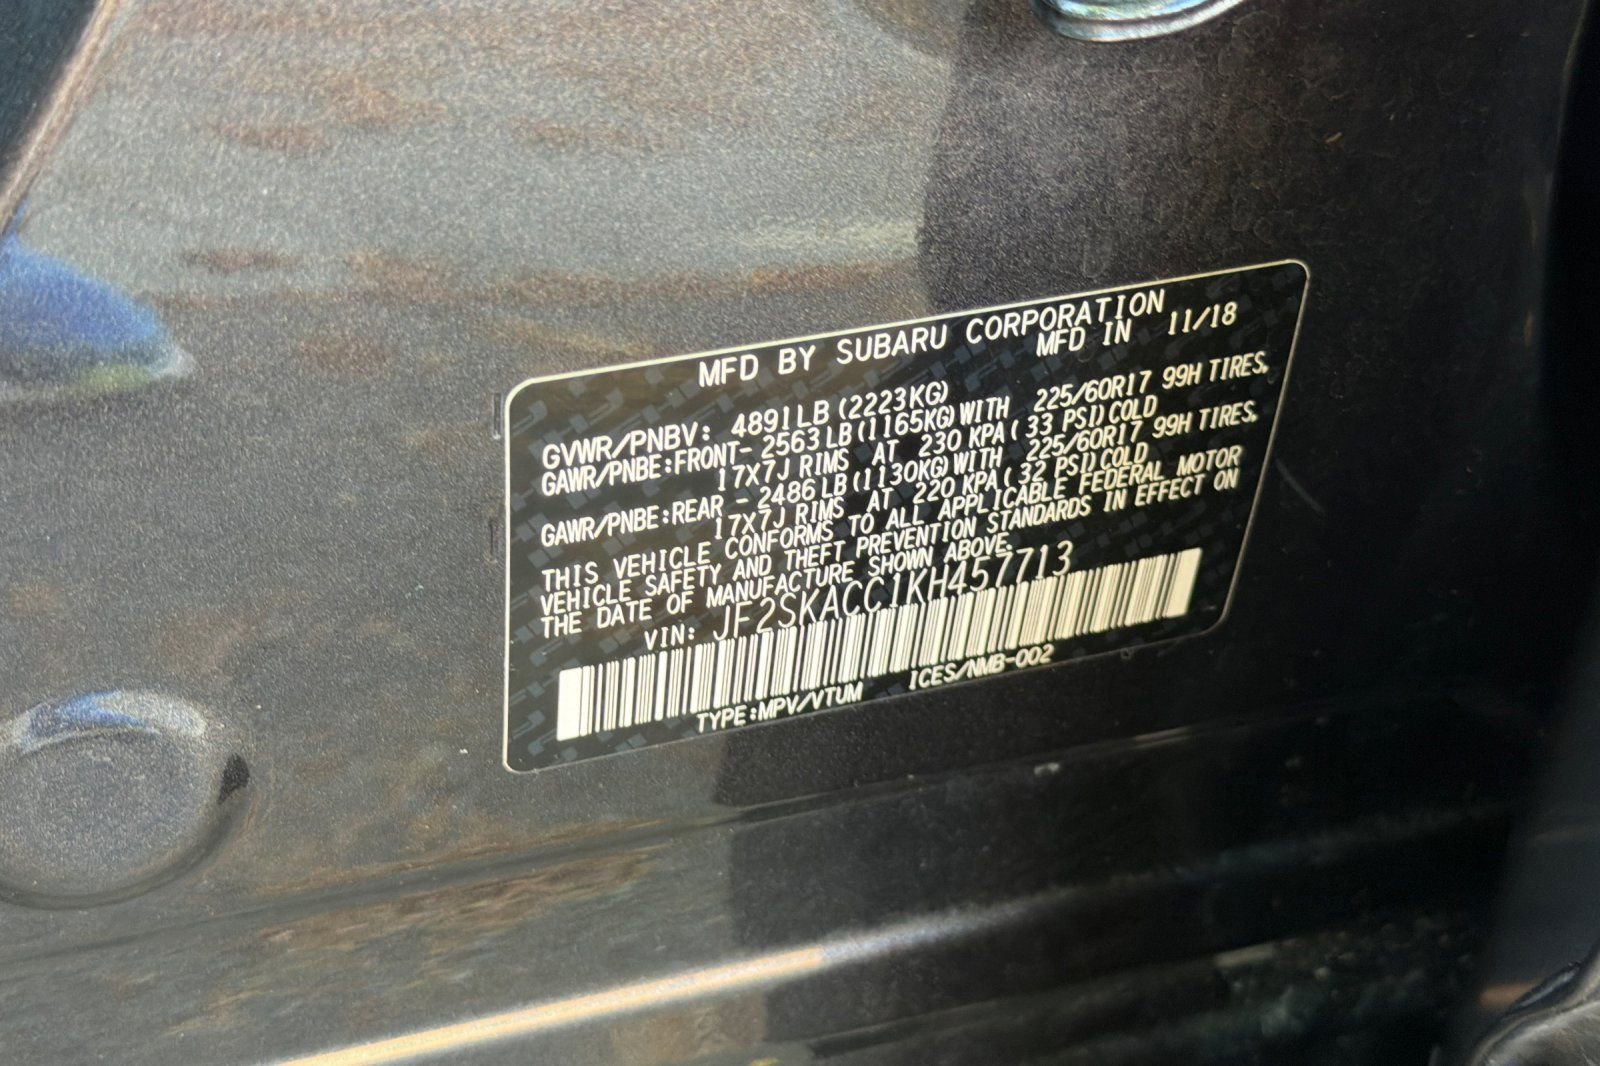 MFD BY SUBARU CORPORATION
MFD IN 11/18
GVWR/PNBV: 4891LB (2223KG)
GAWR/PNBE:FRONT- 2563LB(1165KG)WITH 225/60R17 99H TIRES,
17X7J RIMS AT 230 KPA( 33 PSI)COLD
GAWR/PNBE:REAR - 2486LB(1130KG)WITH 225/60R17 99H TIRES,
17X7J RIMS AT 220 KPA( 32 PSI)COLD
THIS VEHICLE CONFORMS TO ALL APPLICABLE FEDERAL MOTOR
VEHICLE SAFETY AND THEFT PREVENTION STANDARDS IN EFFECT ON
THE DATE OF MANUFACTURE SHOWN ABOVE.
VIN: JF2SKACC1KH457713
TYPE:MPV/VTUM ICES/NMB-002